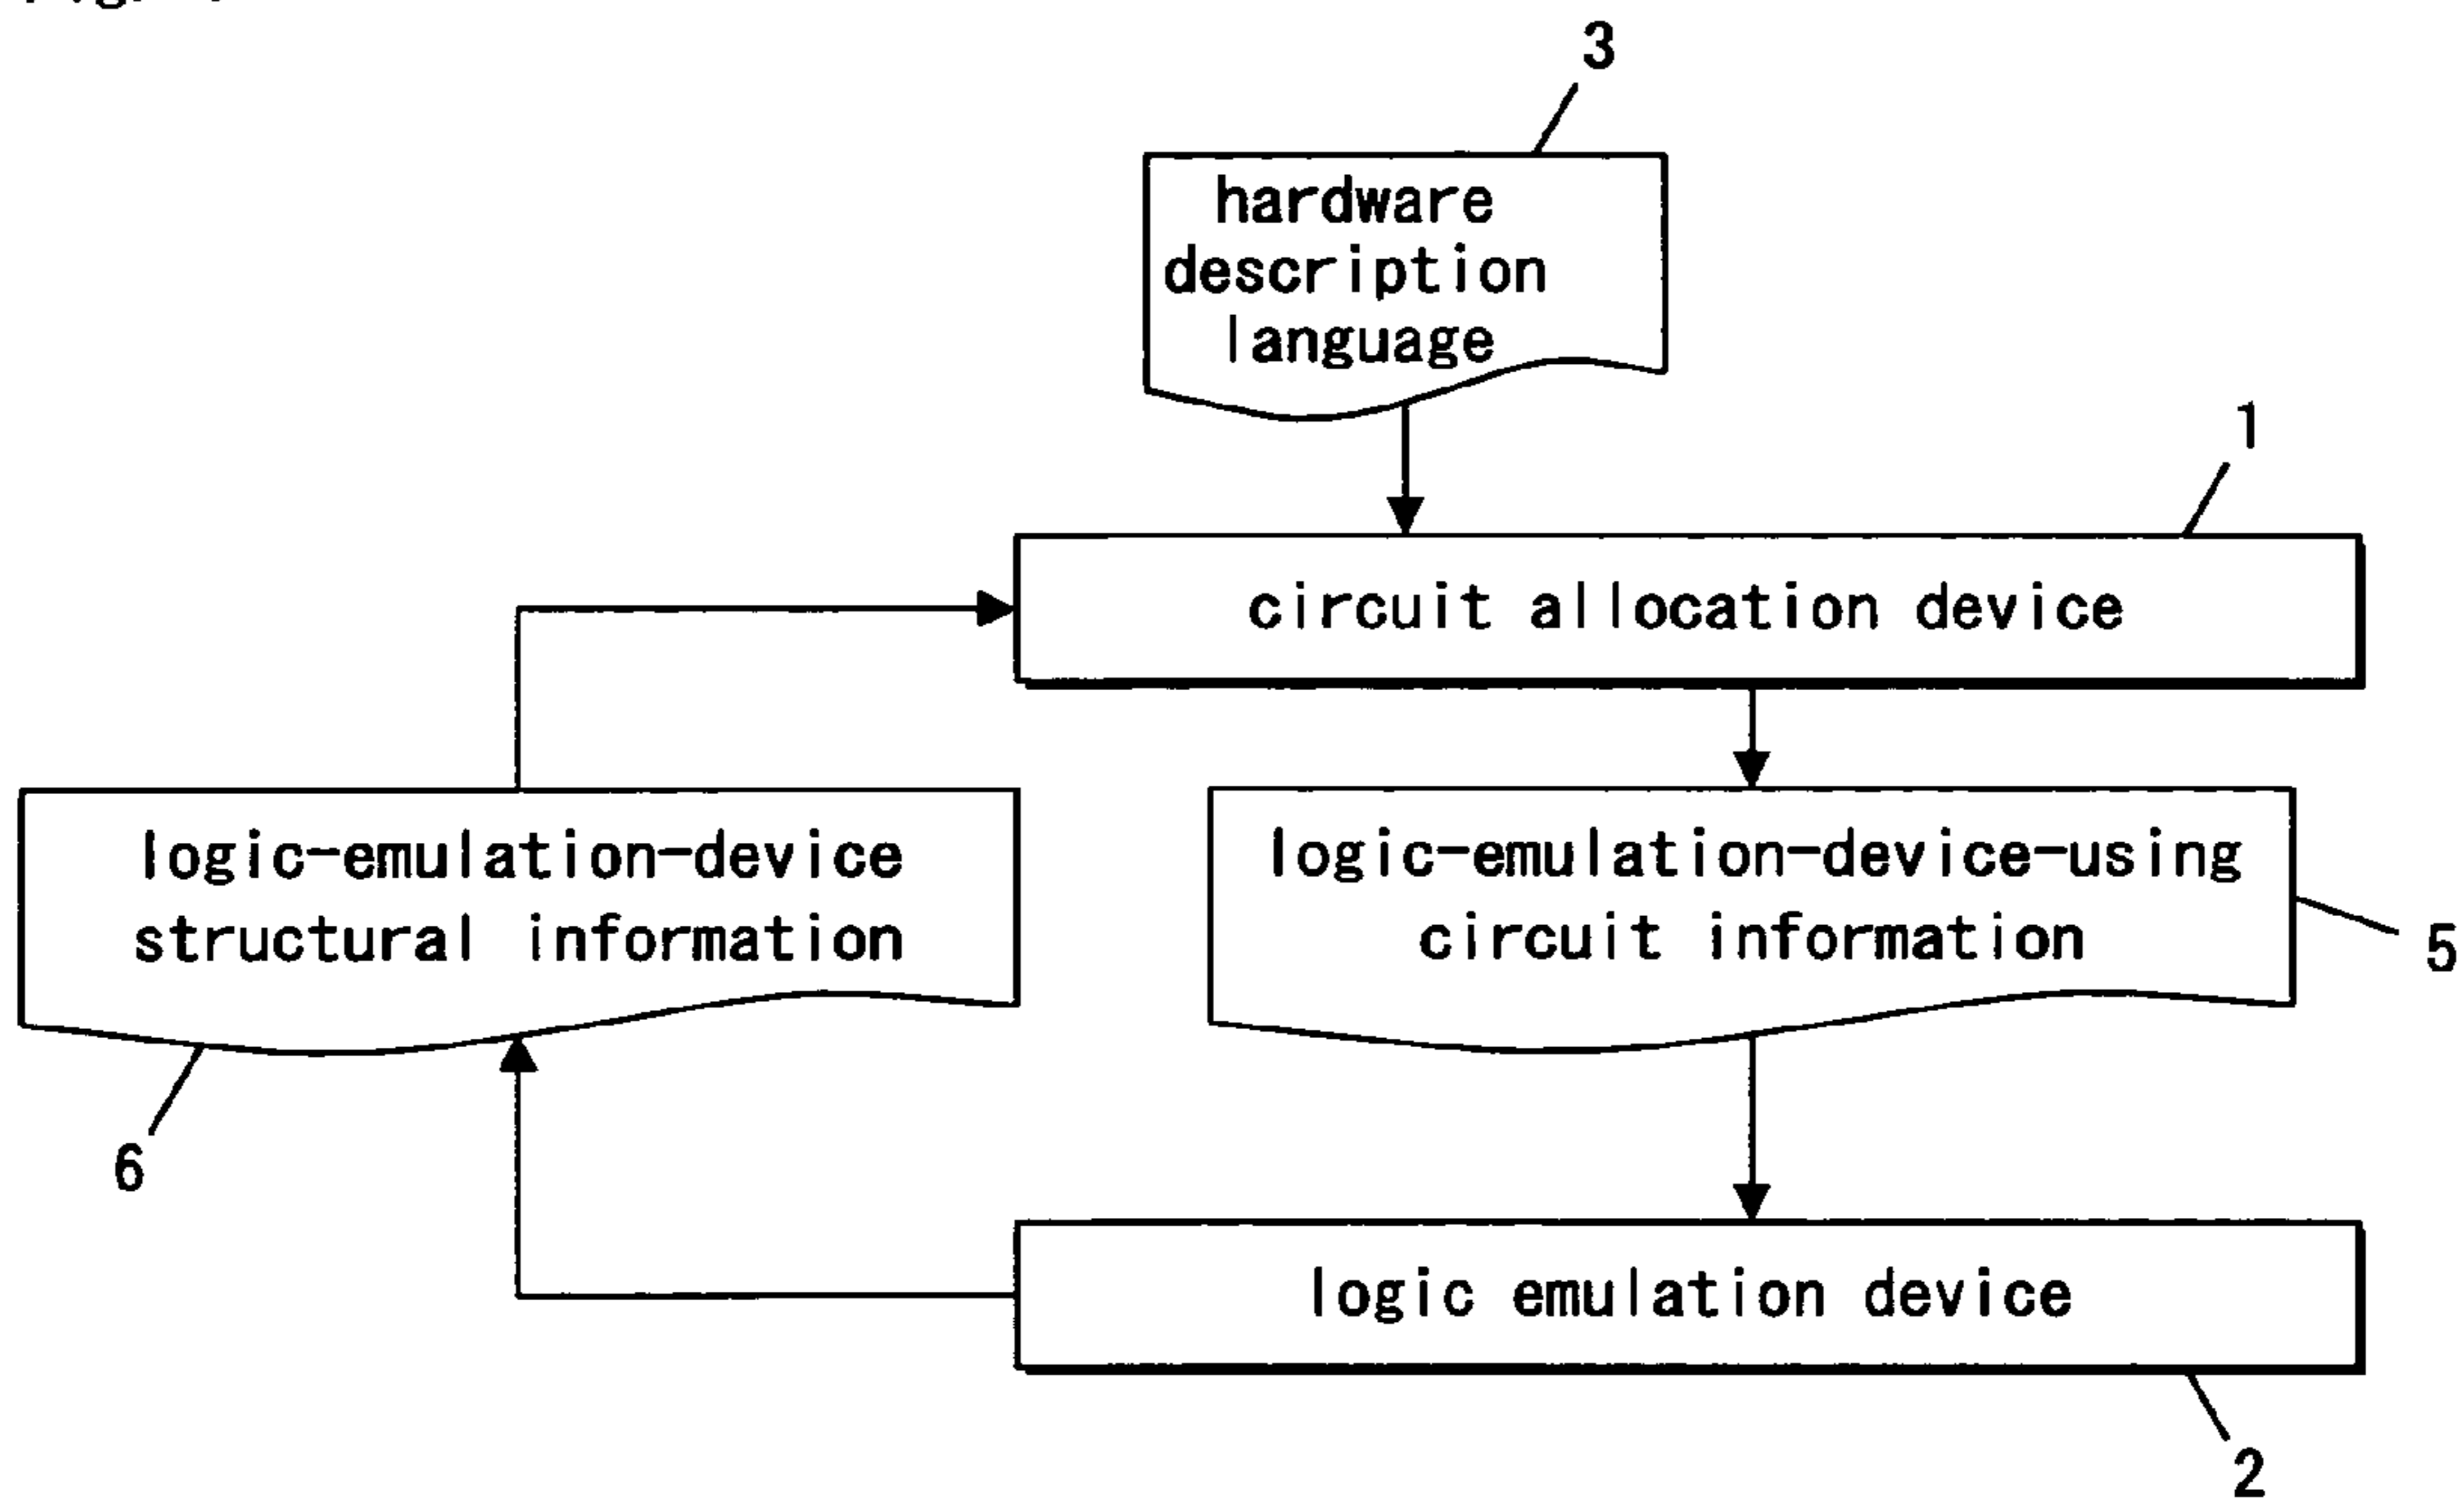 3
hardware
description
language
1
circuit allocation device
logic-emulation-device
structural information
logic-emulation-device-using
circuit information
5
6
logic emulation device
2